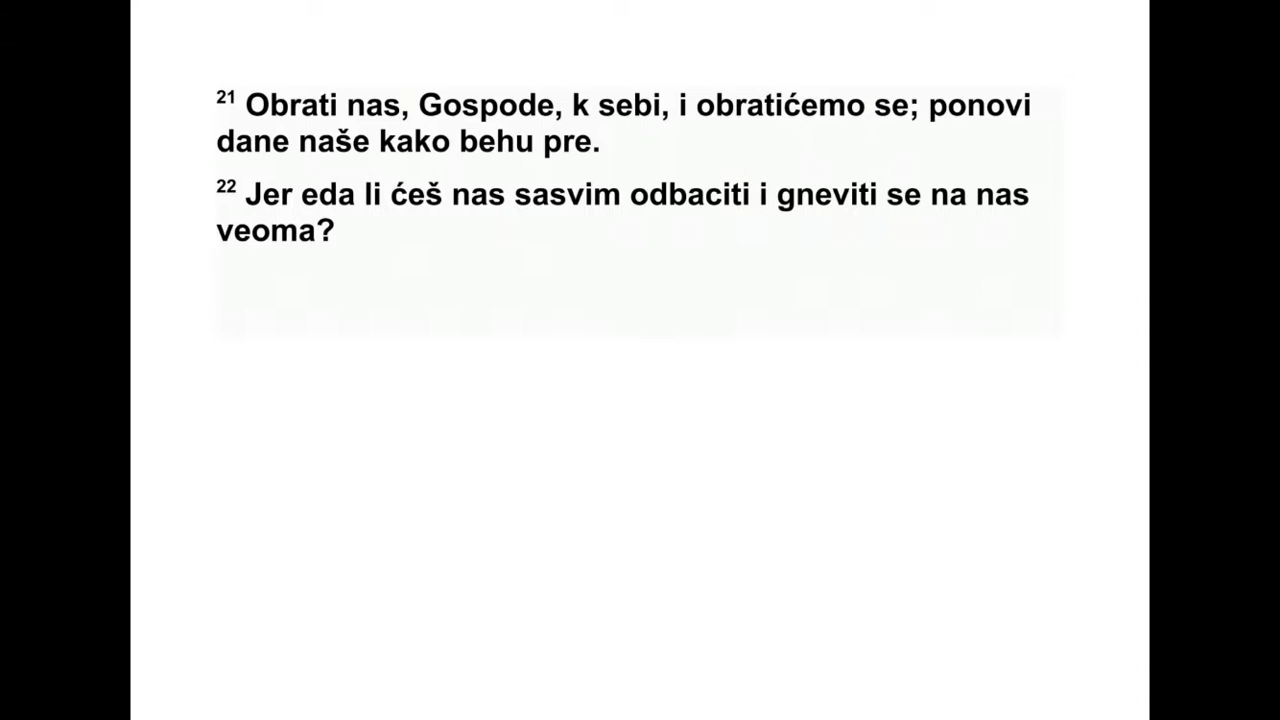 21 Obrati nas, Gospode, k sebi, i obratićemo se; ponovi
dane naše kako behu pre.
22 Jer eda li ćeš nas sasvim odbaciti i gneviti se na nas
veoma?